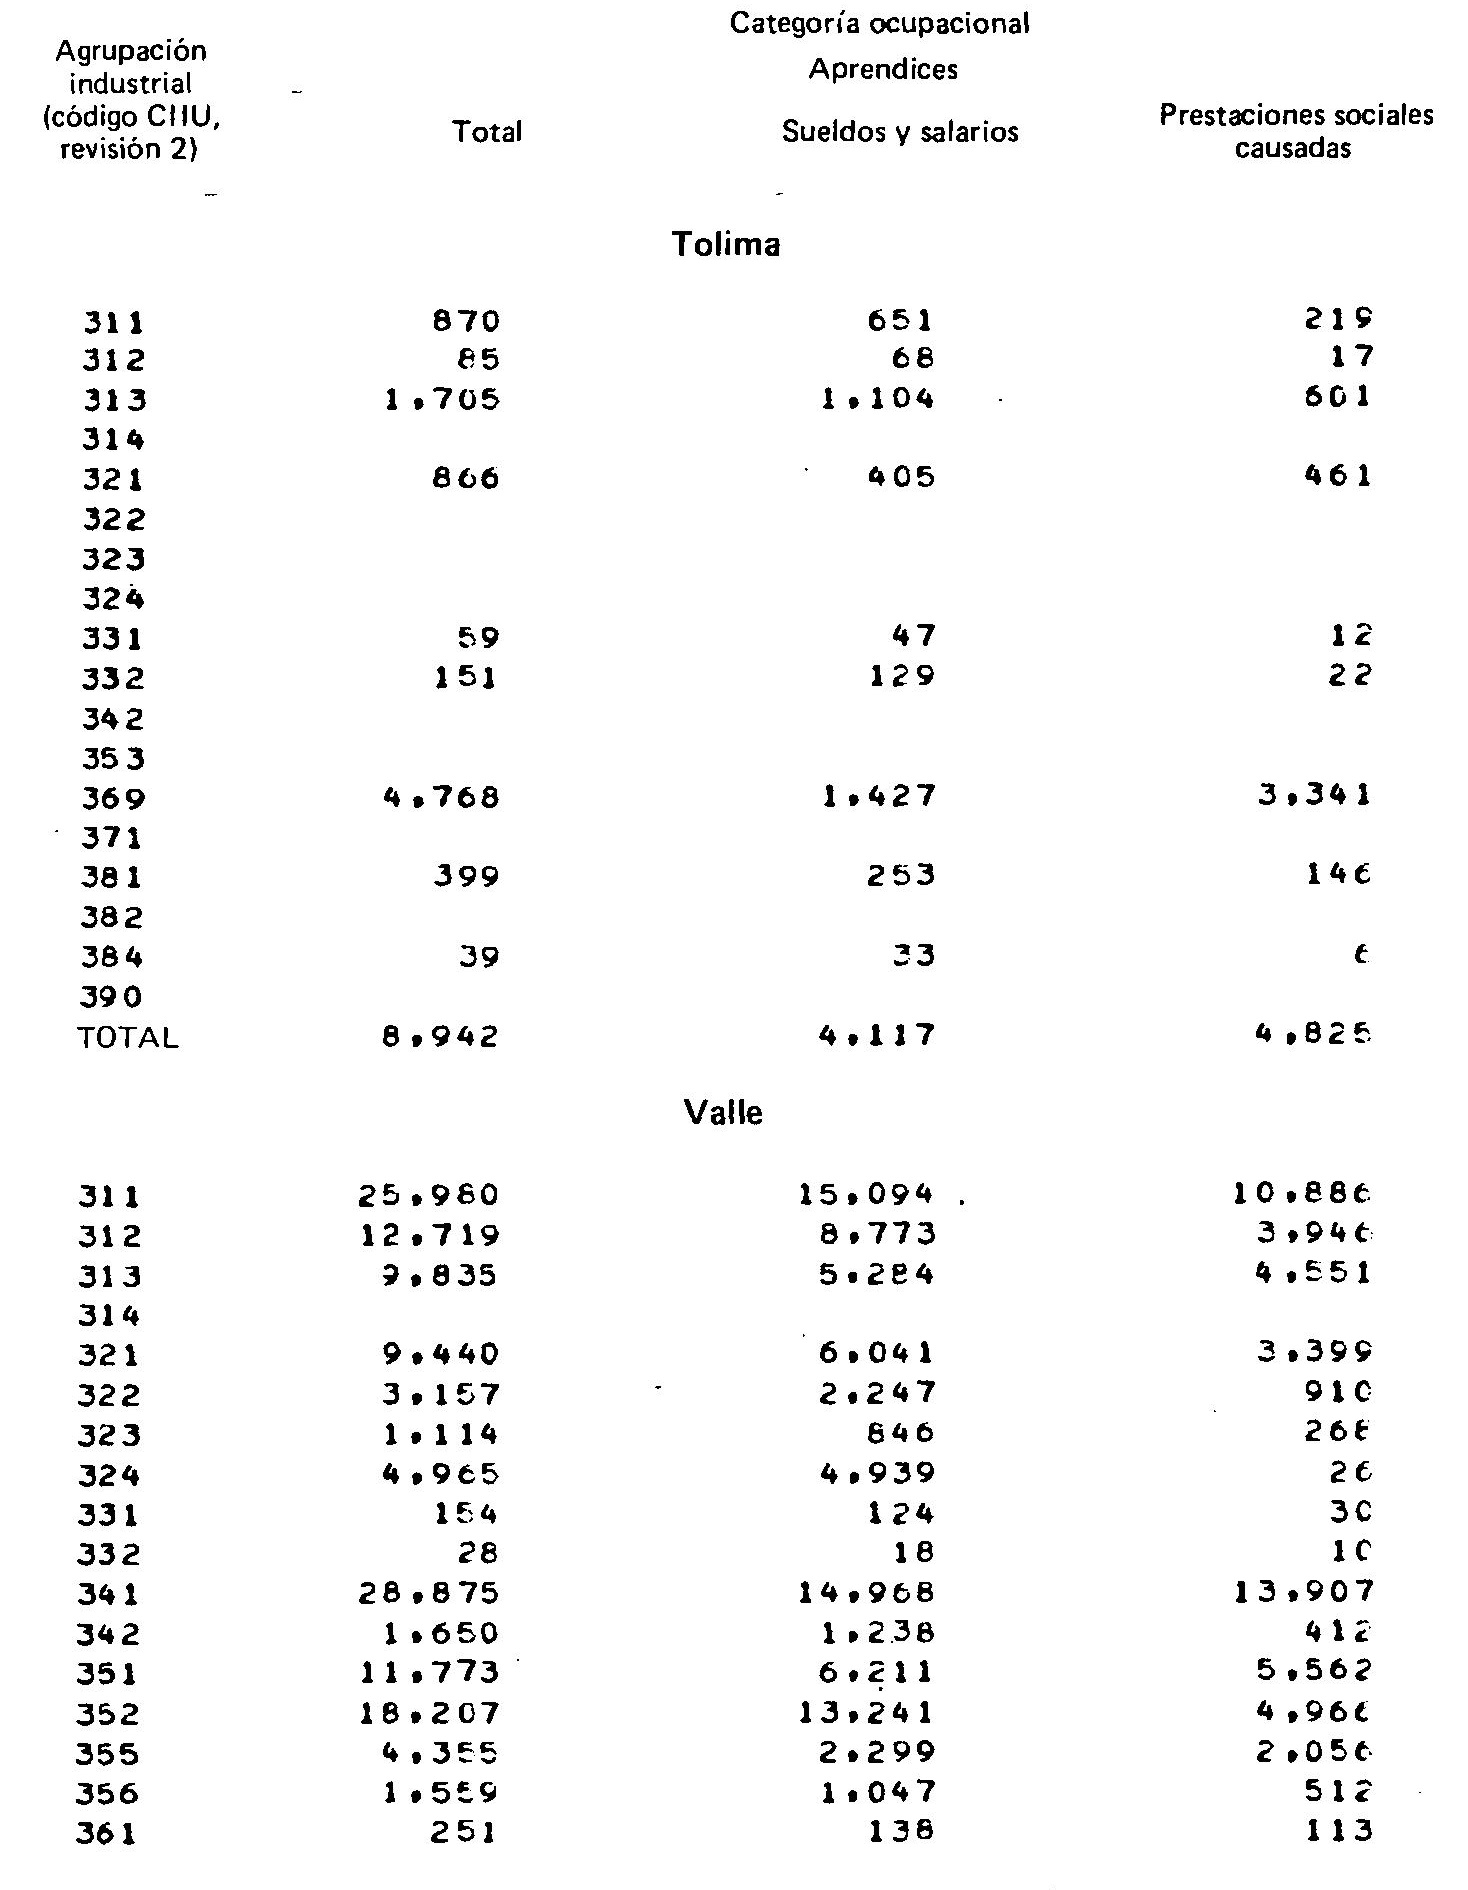 Categoría ocupacional
Agrupación
industrial
(código CIIU,
revisión 2)
Aprendices
Total
Sueldos y salarios
Prestaciones sociales
causadas
Tolima
311 870 651 219
312 85 68 17
313 1.705 1.104 601
314
321 866 405 461
322
323
324
331 59 47 12
332 151 129 22
342
353
369 4.768 1.427 3.341
371
381 399 253 146
382
384 39 33 6
390
TOTAL 8.942 4.117 4.825
Valle
311 25.980 15.094 10.886
312 12.719 8.773 3.946
313 9.835 5.284 4.551
314
321 9.440 6.041 3.399
322 3.157 2.247 910
323 1.114 846 268
324 4.965 4.939 26
331 154 124 30
332 28 18 10
341 28.875 14.968 13.907
342 1.650 1.238 412
351 11.773 6.211 5.562
352 18.207 13.241 4.966
355 4.355 2.299 2.056
356 1.559 1.047 512
361 251 138 113